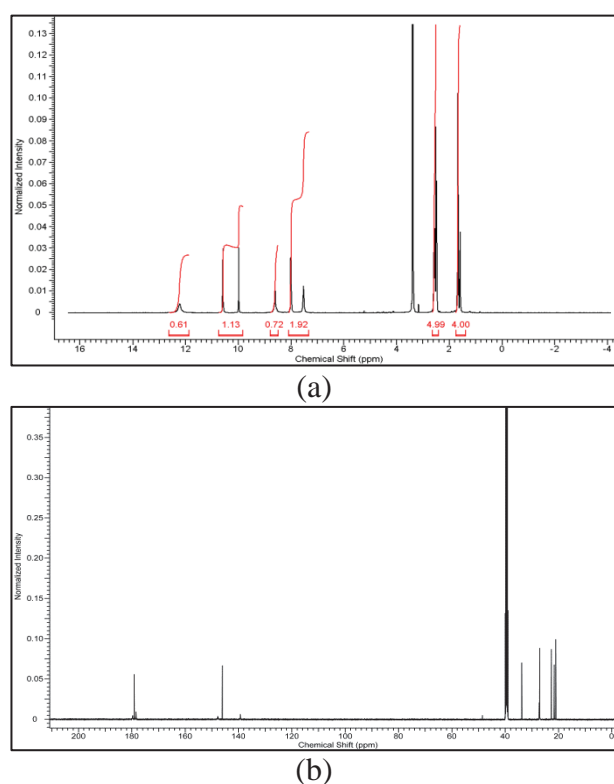 0.13
0.12
0.11
0.10
0.09
0.08
0.07
0.06
0.05
0.04
0.03
0.02
0.01
0
Normalized Intensity
0.61 1.13 0.72 1.92 4.99 4.00
16 14 12 10 8 6 4 2 0 -2 -4
Chemical Shift (ppm)
(a)
0.35
0.30
0.25
0.20
0.15
0.10
0.05
0
Normalized Intensity
200 180 160 140 120 100 80 60 40 20 0
Chemical Shift (ppm)
(b)